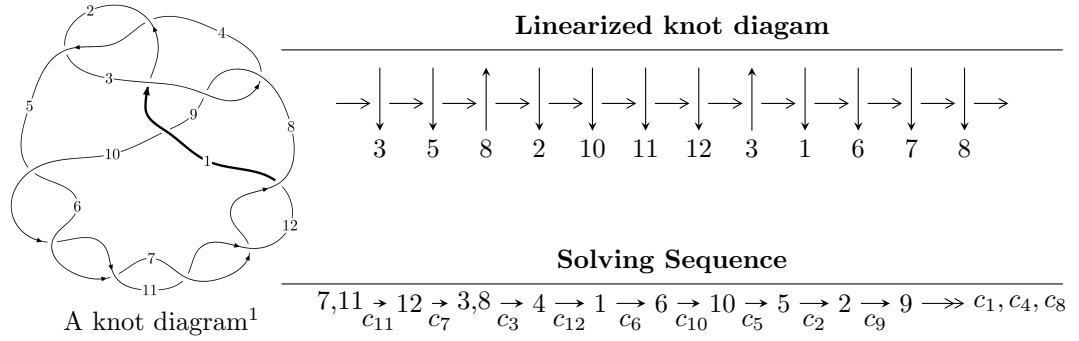 2
4
3
9
5
8
10
1
6
12
7
11
A knot diagram¹
Linearized knot diagam
3 5 8 2 10 11 12 3 1 6 7 8
Solving Sequence
7,11 12 3,8 4 1 6 10 5 2 9 c₁, c₄, c₈
c₁₁ c₇ c₃ c₁₂ c₆ c₁₀ c₅ c₂ c₉